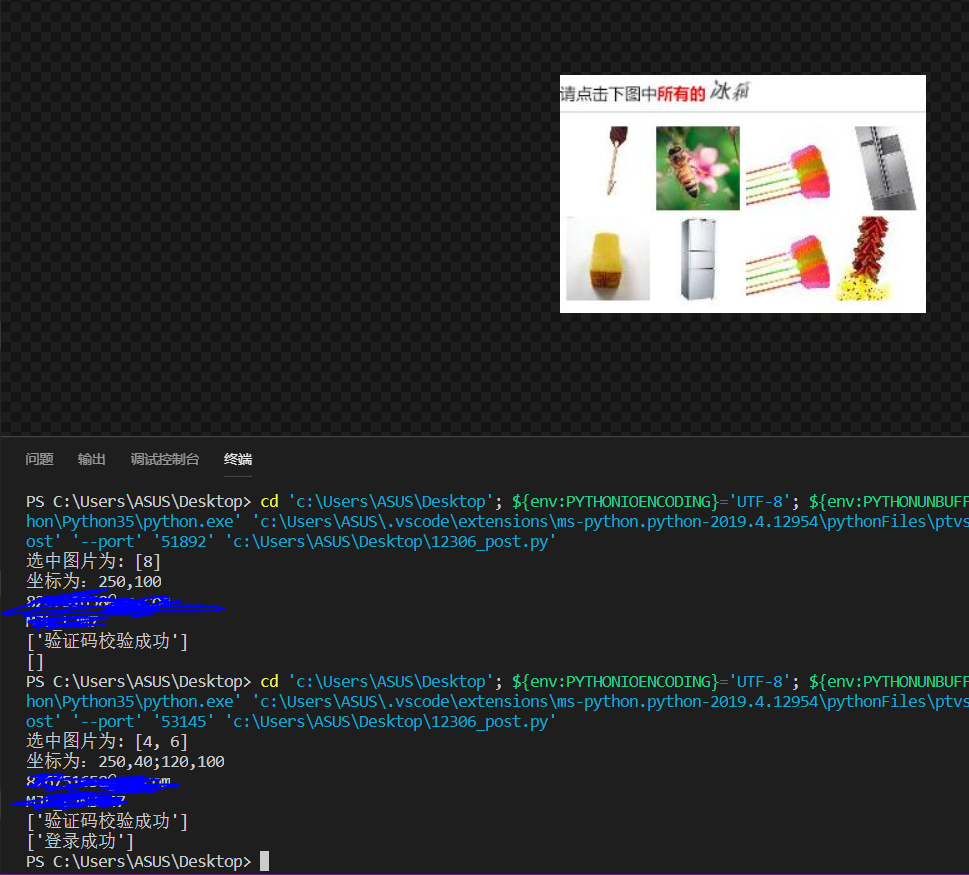 请点击下图中所有的 冰箱
问题 输出 调试控制台 终端
PS C:\Users\ASUS\Desktop> cd 'c:\Users\ASUS\Desktop'; ${env:PYTHONIOENCODING}='UTF-8'; ${env:PYTHONUNBUFF
hon\Python35\python.exe' 'c:\Users\ASUS\.vscode\extensions\ms-python.python-2019.4.12954\pythonFiles\ptvs
ost' '--port' '51892' 'c:\Users\ASUS\Desktop\12306_post.py'
选中图片为: [8]
坐标为: 250,100
['验证码校验成功']
[]
PS C:\Users\ASUS\Desktop> cd 'c:\Users\ASUS\Desktop'; ${env:PYTHONIOENCODING}='UTF-8'; ${env:PYTHONUNBUFF
hon\Python35\python.exe' 'c:\Users\ASUS\.vscode\extensions\ms-python.python-2019.4.12954\pythonFiles\ptvs
ost' '--port' '53145' 'c:\Users\ASUS\Desktop\12306_post.py'
选中图片为: [4, 6]
坐标为: 250,40;120,100
['验证码校验成功']
['登录成功']
PS C:\Users\ASUS\Desktop>